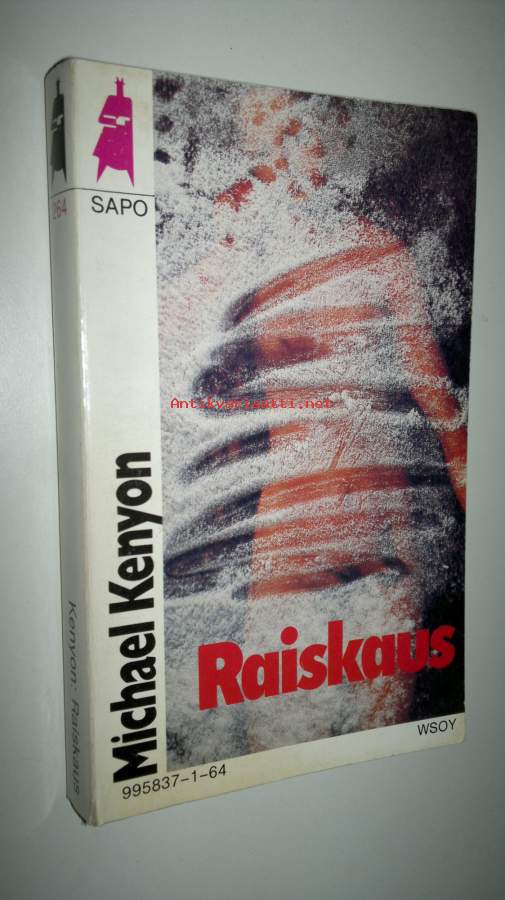 264
SAPO
Michael Kenyon
Kenyon: Raiskaus
Antikvariaatti.net
Raiskaus
WSOY
995837-1-64